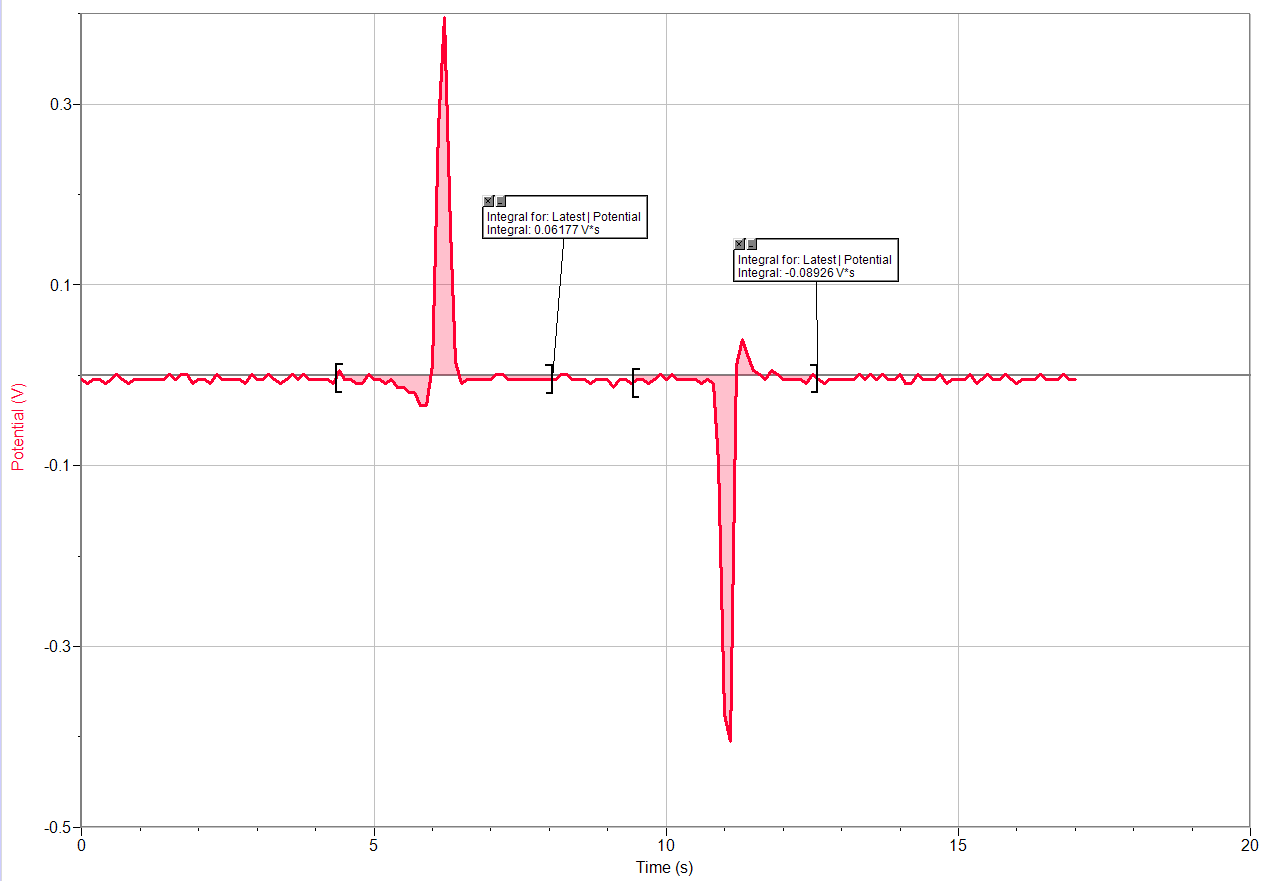 0.3
0.1
-0.1
-0.3
-0.5
Potential (V)
Integral for: Latest | Potential
Integral: 0.06177 V*s
Integral for: Latest | Potential
Integral: -0.08926 V*s
0 5 10 15 20
Time (s)